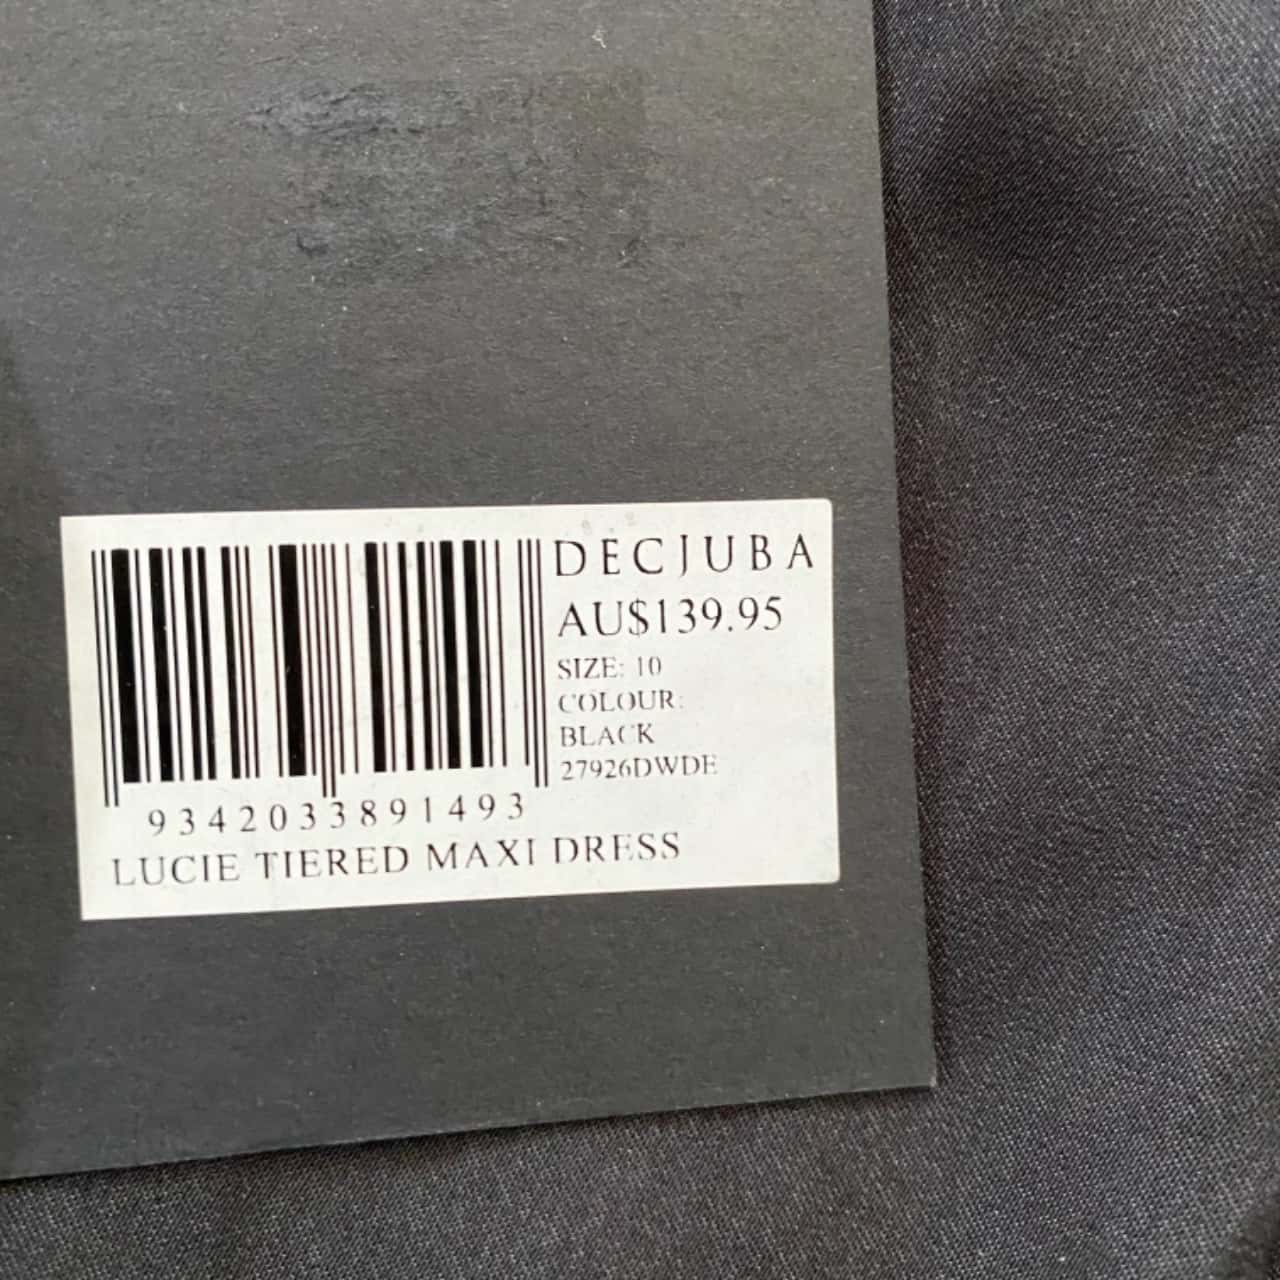 DECJUBA
AU$139.95
SIZE: 10
COLOUR:
BLACK
27926DWDE
9342033891493
LUCIE TIERED MAXI DRESS